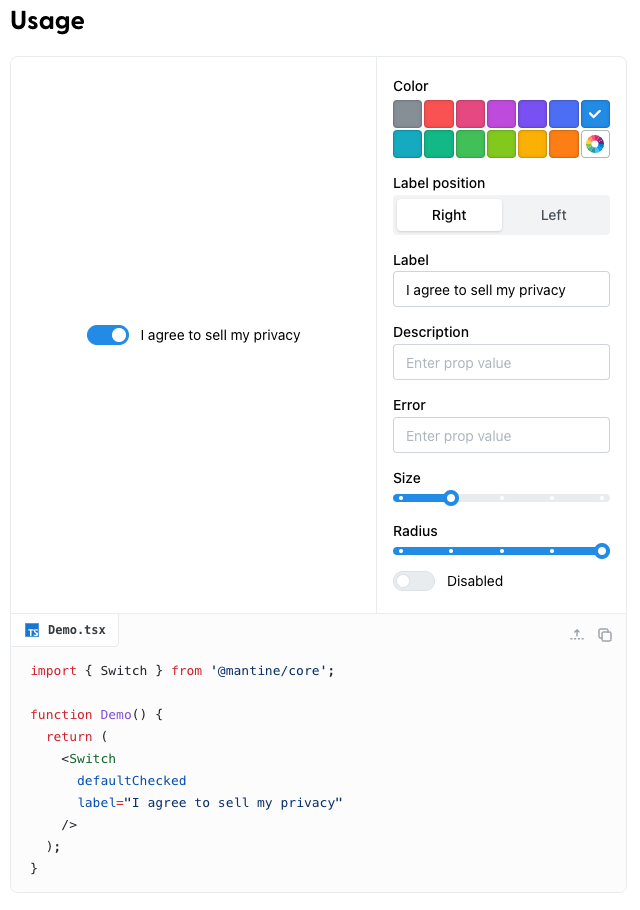 Usage
Color
Label position
Right Left
Label
I agree to sell my privacy
Description
Enter prop value
Error
Enter prop value
Size
Radius
Disabled
I agree to sell my privacy
TS Demo.tsx
import { Switch } from '@mantine/core';
function Demo() {
return (
<Switch
defaultChecked
label="I agree to sell my privacy"
/>
);
}